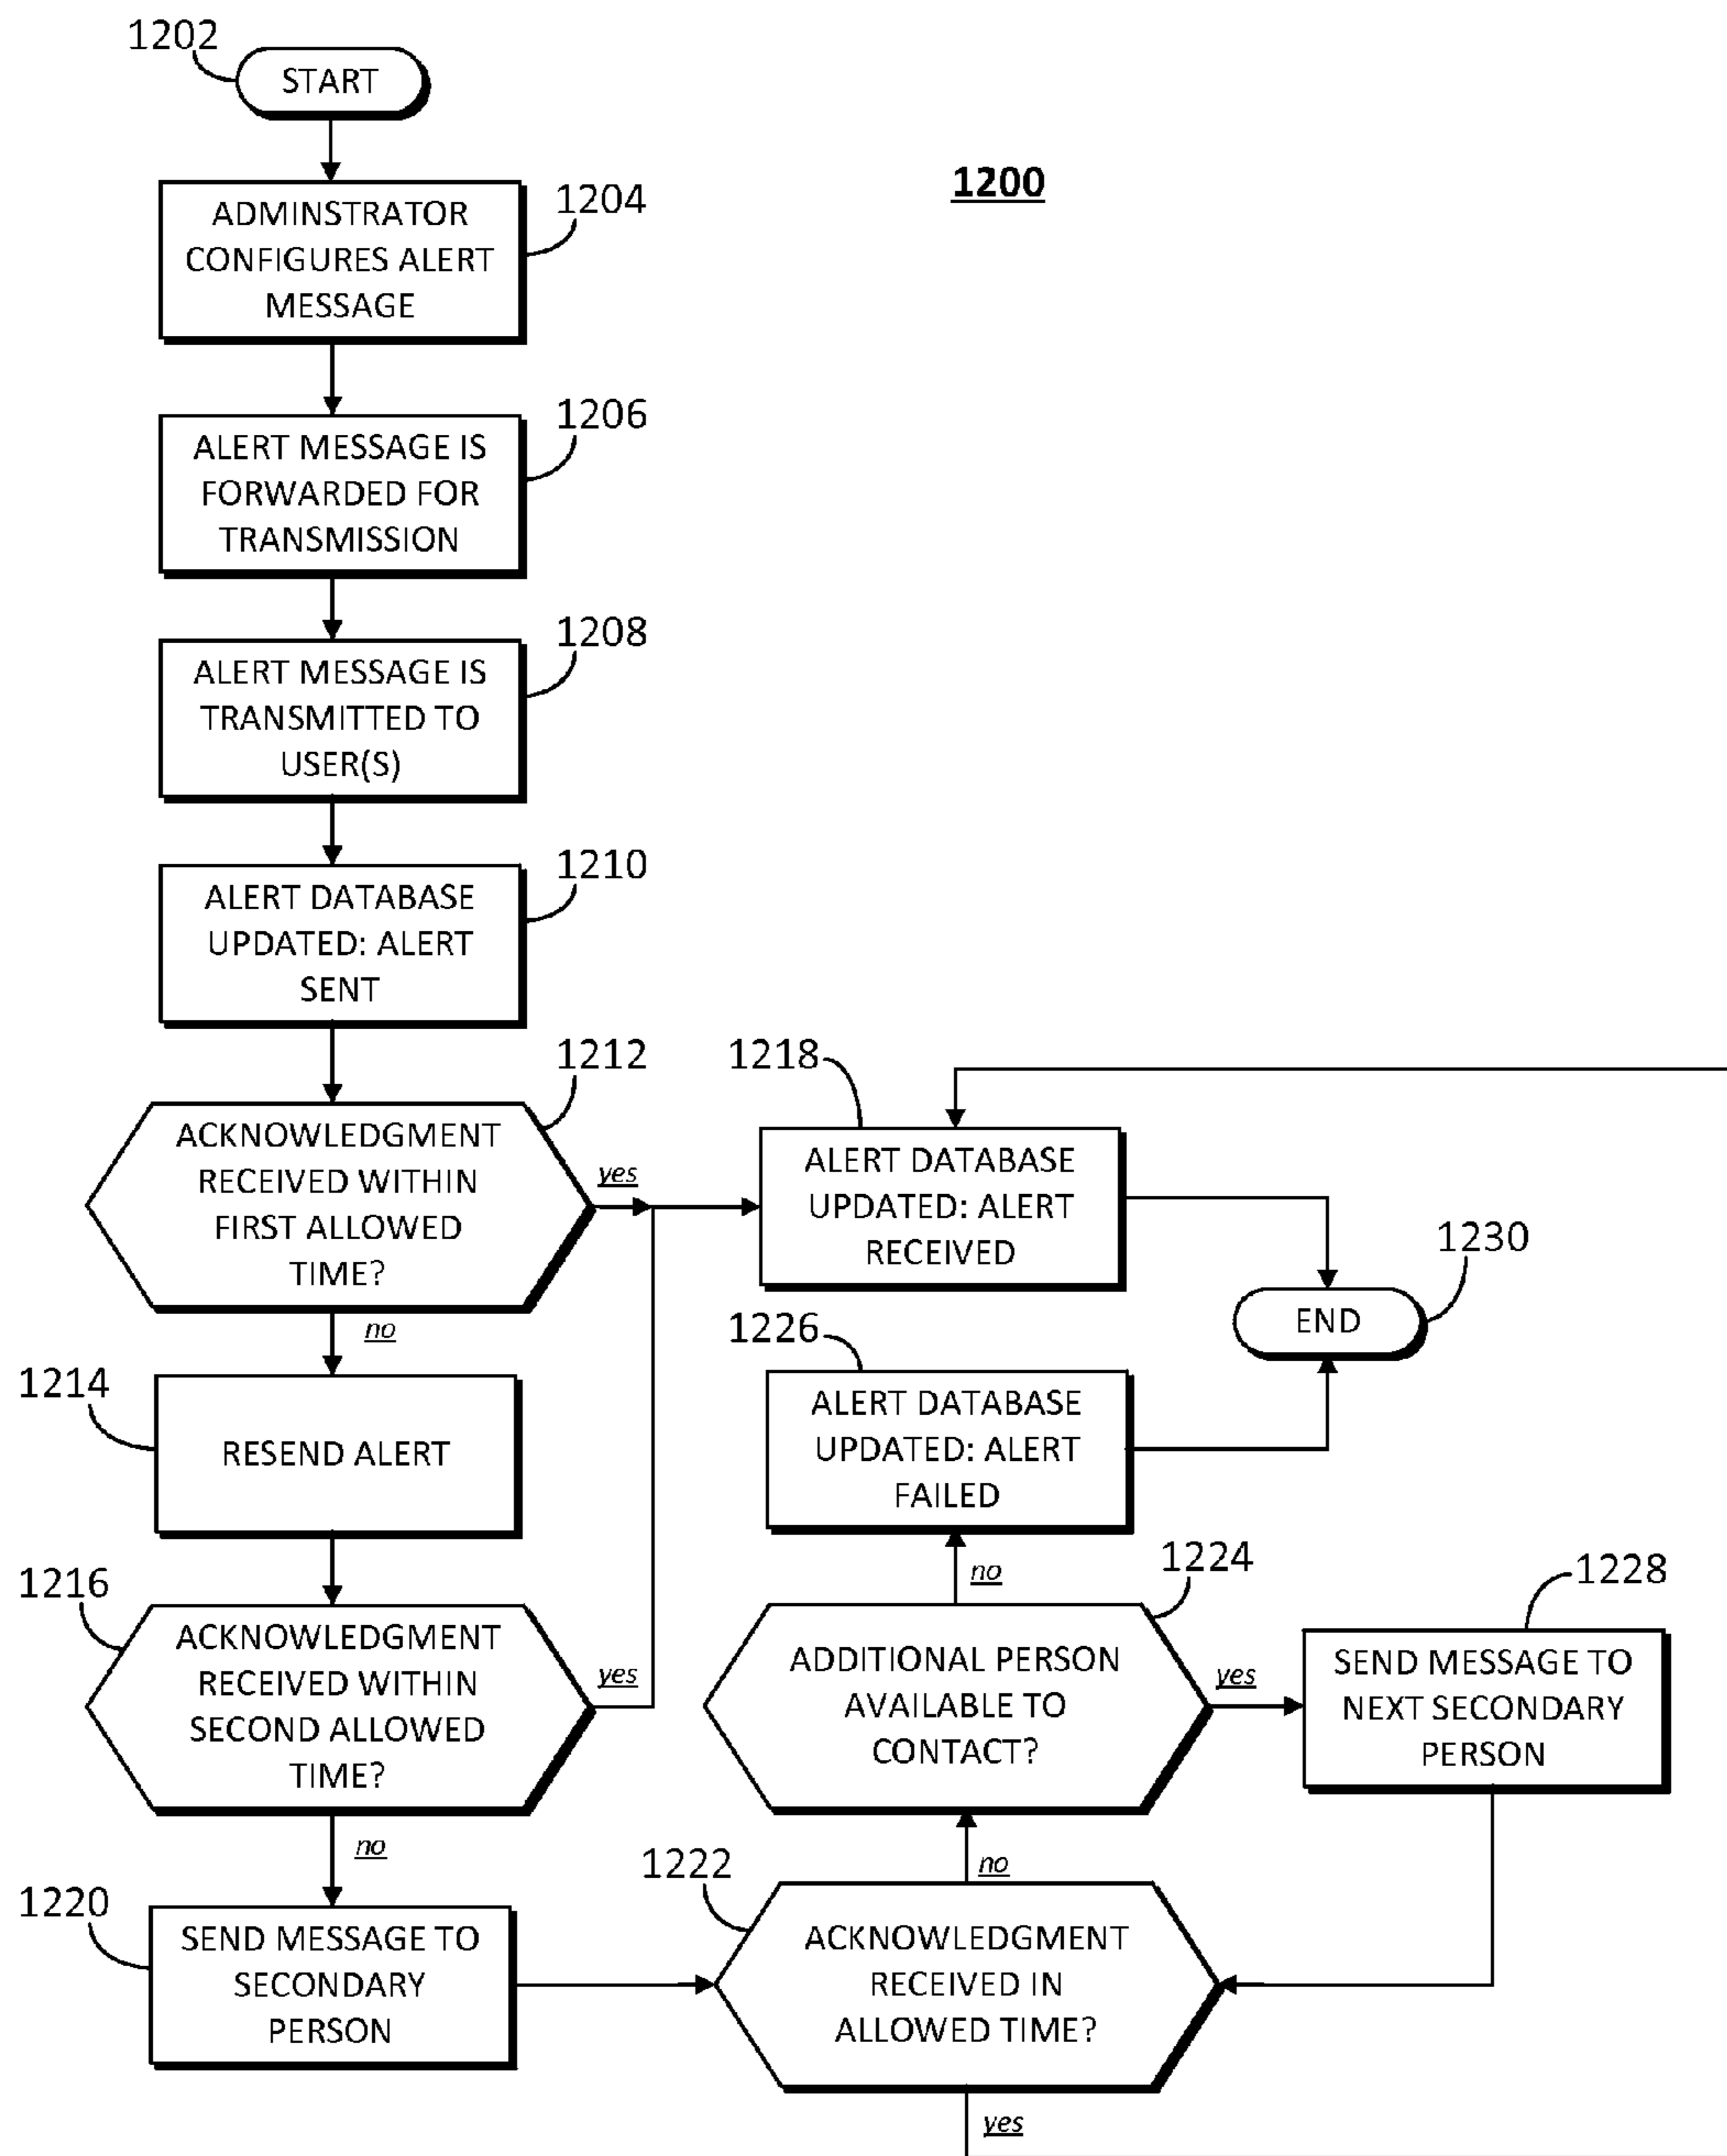 1202
START
1200
1204
ADMINSTRATOR
CONFIGURES ALERT
MESSAGE
1206
ALERT MESSAGE IS
FORWARDED FOR
TRANSMISSION
1208
ALERT MESSAGE IS
TRANSMITTED TO
USER(S)
1210
ALERT DATABASE
UPDATED: ALERT
SENT
1212
ACKNOWLEDGMENT
RECEIVED WITHIN
FIRST ALLOWED
TIME?
yes
no
1218
ALERT DATABASE
UPDATED: ALERT
RECEIVED
1230
END
1226
ALERT DATABASE
UPDATED: ALERT
FAILED
1214
RESEND ALERT
1216
ACKNOWLEDGMENT
RECEIVED WITHIN
SECOND ALLOWED
TIME?
yes
no
1224
no
ADDITIONAL PERSON
AVAILABLE TO
CONTACT?
yes
1228
SEND MESSAGE TO
NEXT SECONDARY
PERSON
1220
SEND MESSAGE TO
SECONDARY
PERSON
1222
no
ACKNOWLEDGMENT
RECEIVED IN
ALLOWED TIME?
yes